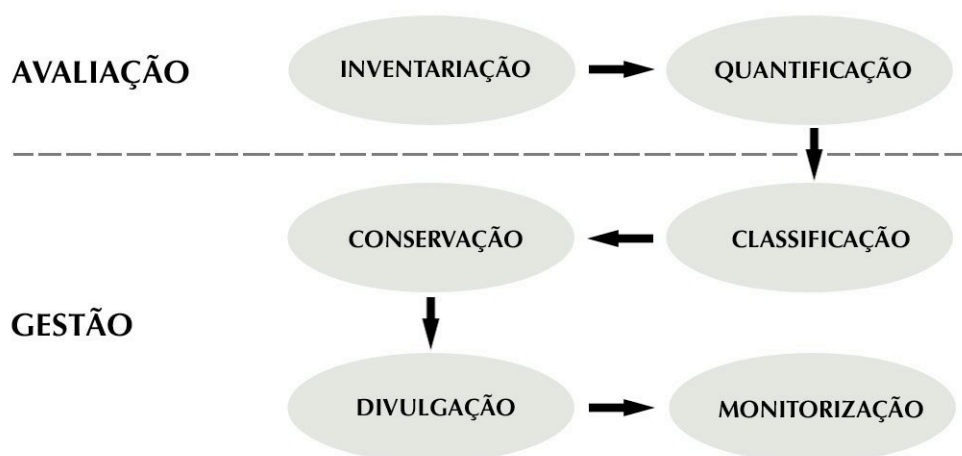 AVALIAÇÃO
INVENTARIAÇÃO
QUANTIFICAÇÃO
CONSERVAÇÃO
CLASSIFICAÇÃO
GESTÃO
DIVULGAÇÃO
MONITORIZAÇÃO